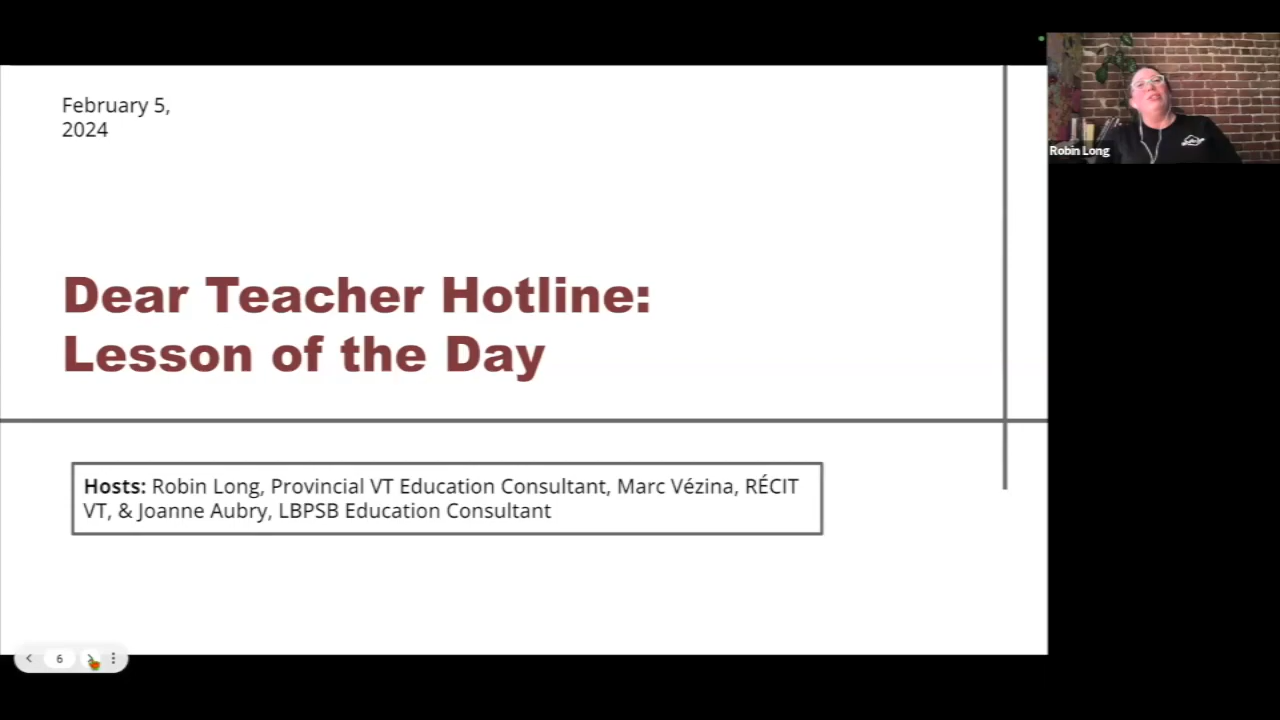 February 5,
2024
Robin Long
Dear Teacher Hotline:
Lesson of the Day
Hosts: Robin Long, Provincial VT Education Consultant, Marc Vézina, RÉCIT
VT, & Joanne Aubry, LBPSB Education Consultant
6